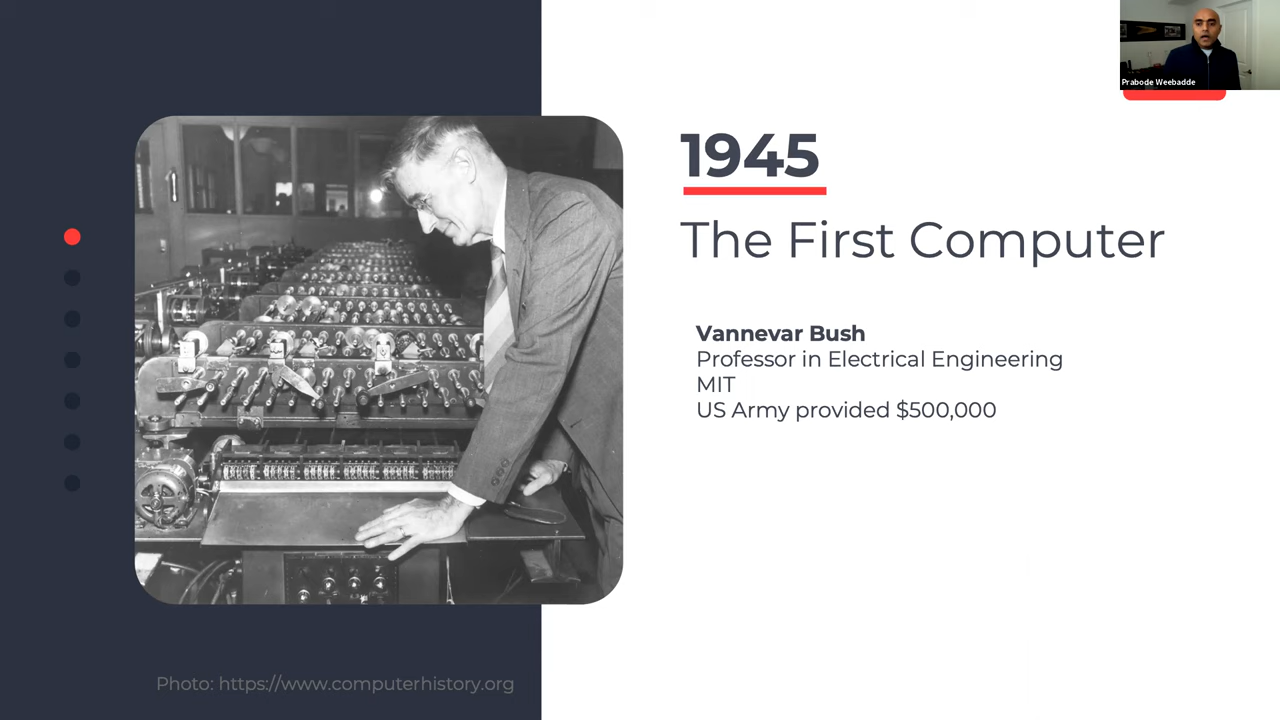 Prabode Weebadde
1945
The First Computer
Vannevar Bush
Professor in Electrical Engineering
MIT
US Army provided $500,000
Photo: https://www.computerhistory.org